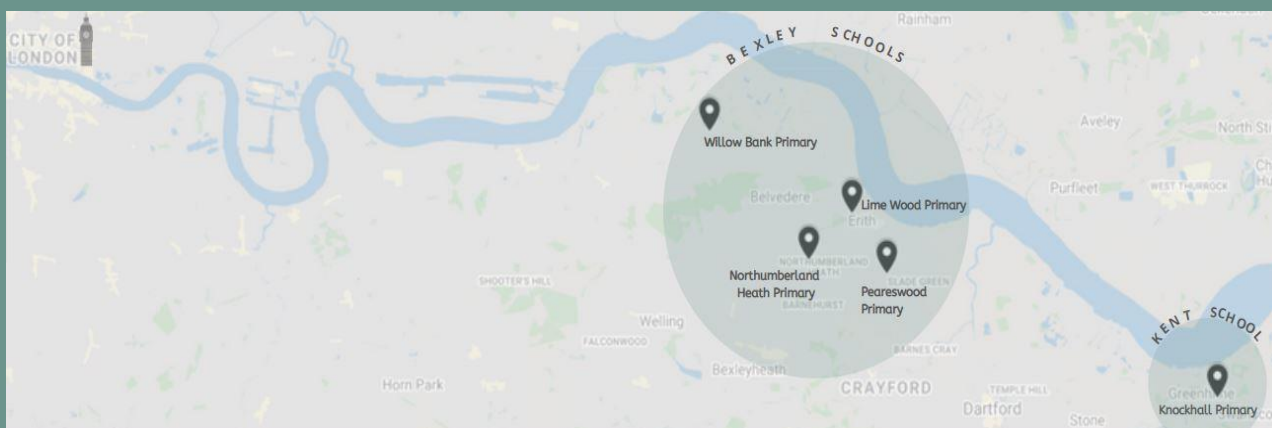 CITY OF
LONDON
BEXLEY SCHOOLS
Rainham
Aveley
Willow Bank Primary
Purfleet
WEST THURROCK
Belvedere
Lime Wood Primary
Erith
NORTHUMBERLAND
HEATH
Northumberland
Heath Primary
SLADE GREEN
Peareswood
Primary
BARNEHURST
SHOOTER'S HILL
Welling
FALCONWOOD
KENT SCHOOL
BARNES CRAY
Bexleyheath
Horn Park
CRAYFORD
TEMPLE HILL
Dartford
Stone
Knockhall Primary